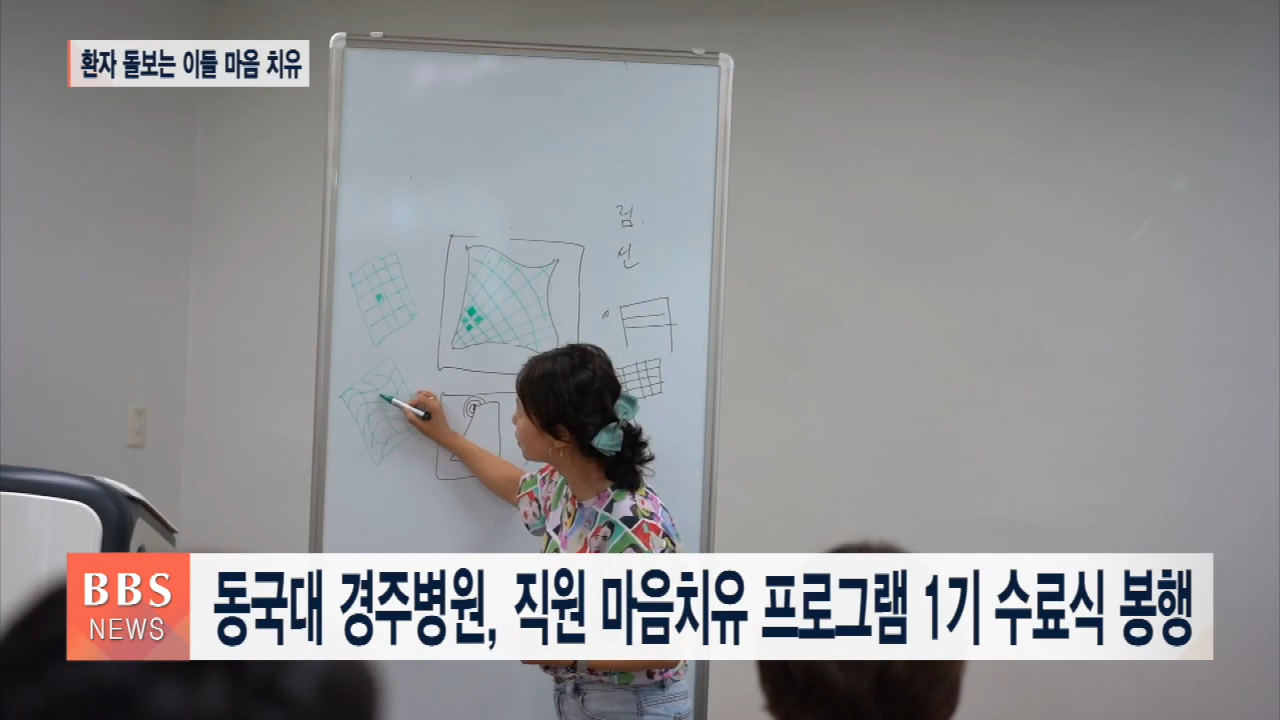 환자 돌보는 이들 마음 치유
점.
선
BBS
NEWS
동국대 경주병원, 직원 마음치유 프로그램 1기 수료식 봉행